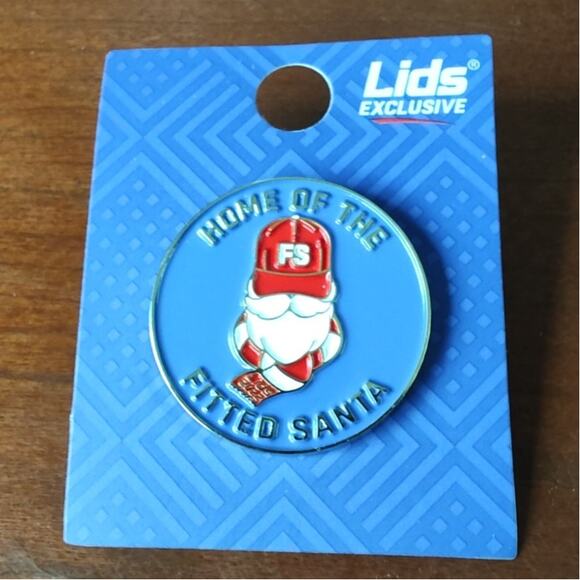 Lids®
EXCLUSIVE
HOME OF THE
FS
FITTED SANTA